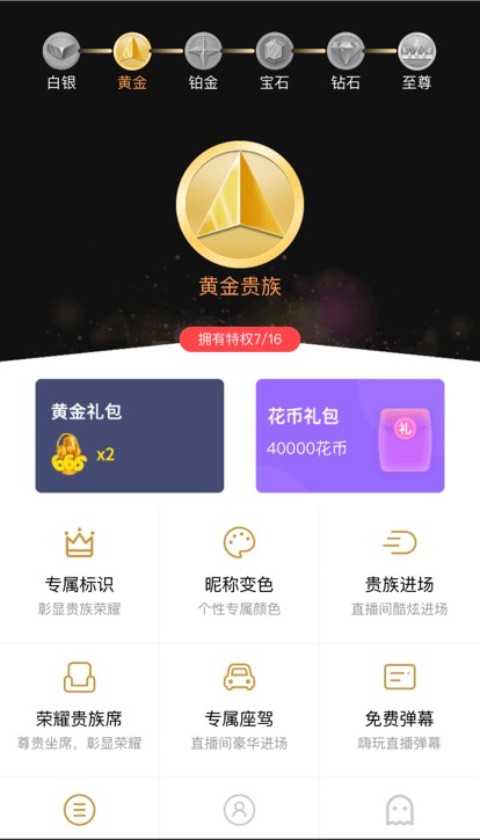 白银 黄金 铂金 宝石 钻石 至尊
黄金贵族
拥有特权7/16
黄金礼包
666 x2
花币礼包
40000花币
礼
专属标识 昵称变色 贵族进场
彰显贵族荣耀 个性专属颜色 直播间酷炫进场
荣耀贵族席 专属座驾 免费弹幕
尊贵坐席，彰显荣耀 直播间豪华进场 嗨玩直播弹幕